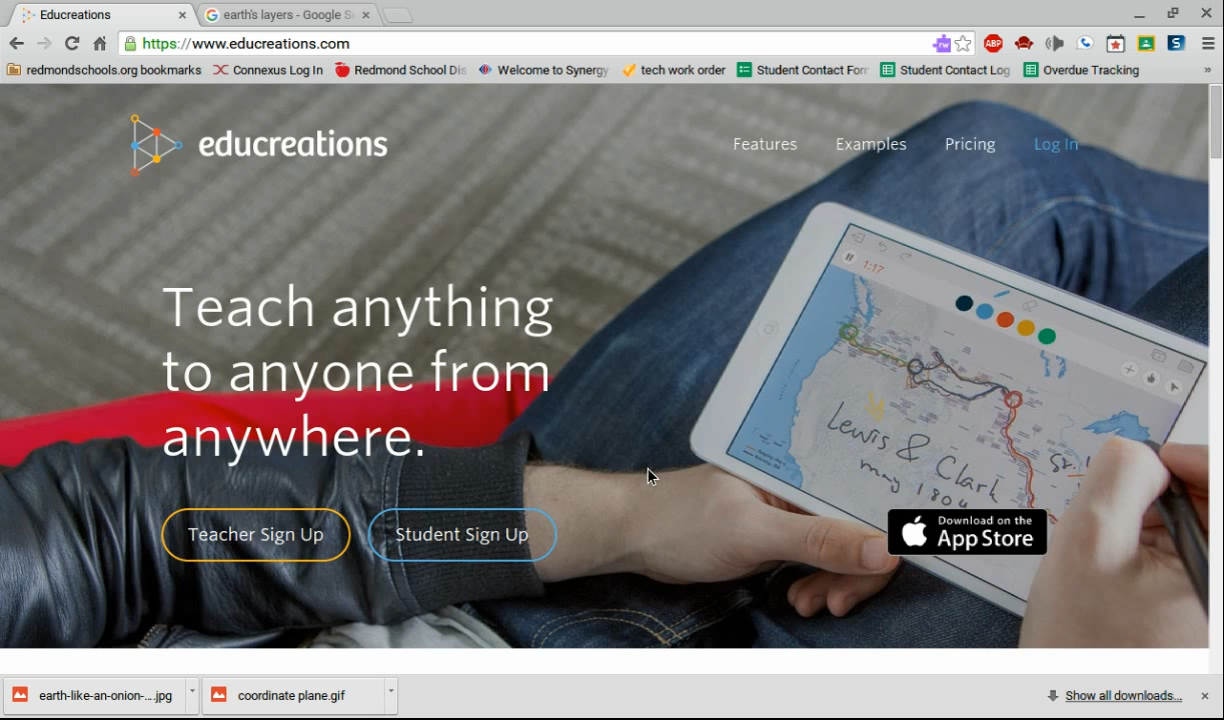 Educreations
earth's layers - Google S
https://www.educreations.com
redmondschools.org bookmarks Connexus Log In Redmond School Dis Welcome to Synergy tech work order Student Contact Forr Student Contact Log Overdue Tracking
educreations
Features Examples Pricing Log In
1:17
Teach anything
to anyone from
anywhere.
Lewis & Clark
may 1804
Teacher Sign Up Student Sign Up
Download on the
App Store
earth-like-an-onion-....jpg coordinate plane.gif Show all downloads...